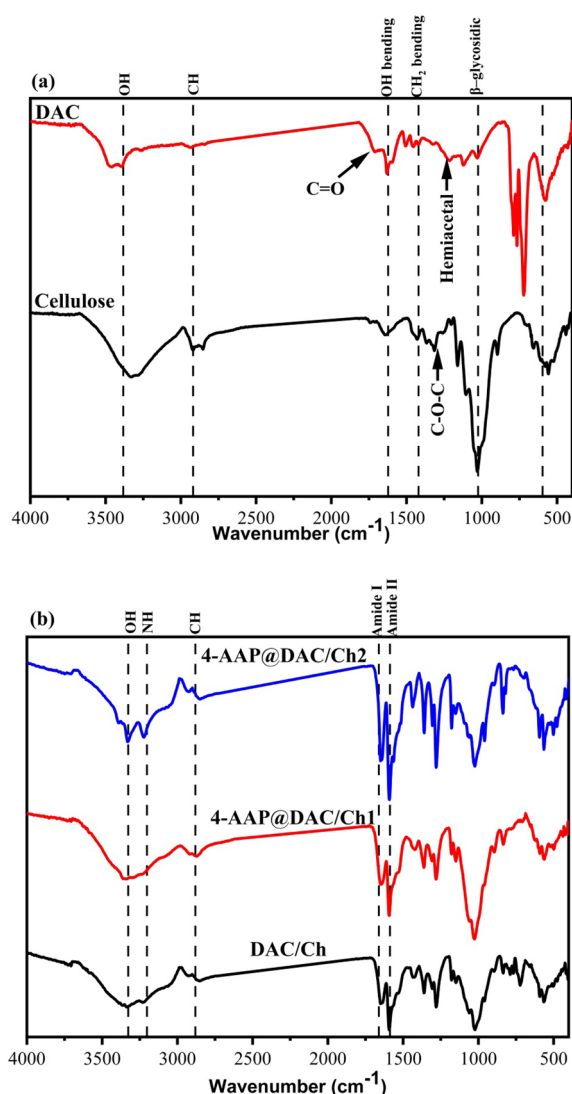 OH
CH
OH bending
CH₂ bending
β-glycosidic
(a)
DAC
C=O
Hemiacetal
Cellulose
C-O-C
4000 3500 3000 2500 2000 1500 1000 500
Wavenumber (cm⁻¹)
(b)
OH
NH
CH
Amide I
Amide II
4-AAP@DAC/Ch2
4-AAP@DAC/Ch1
DAC/Ch
4000 3500 3000 2500 2000 1500 1000 500
Wavenumber (cm⁻¹)